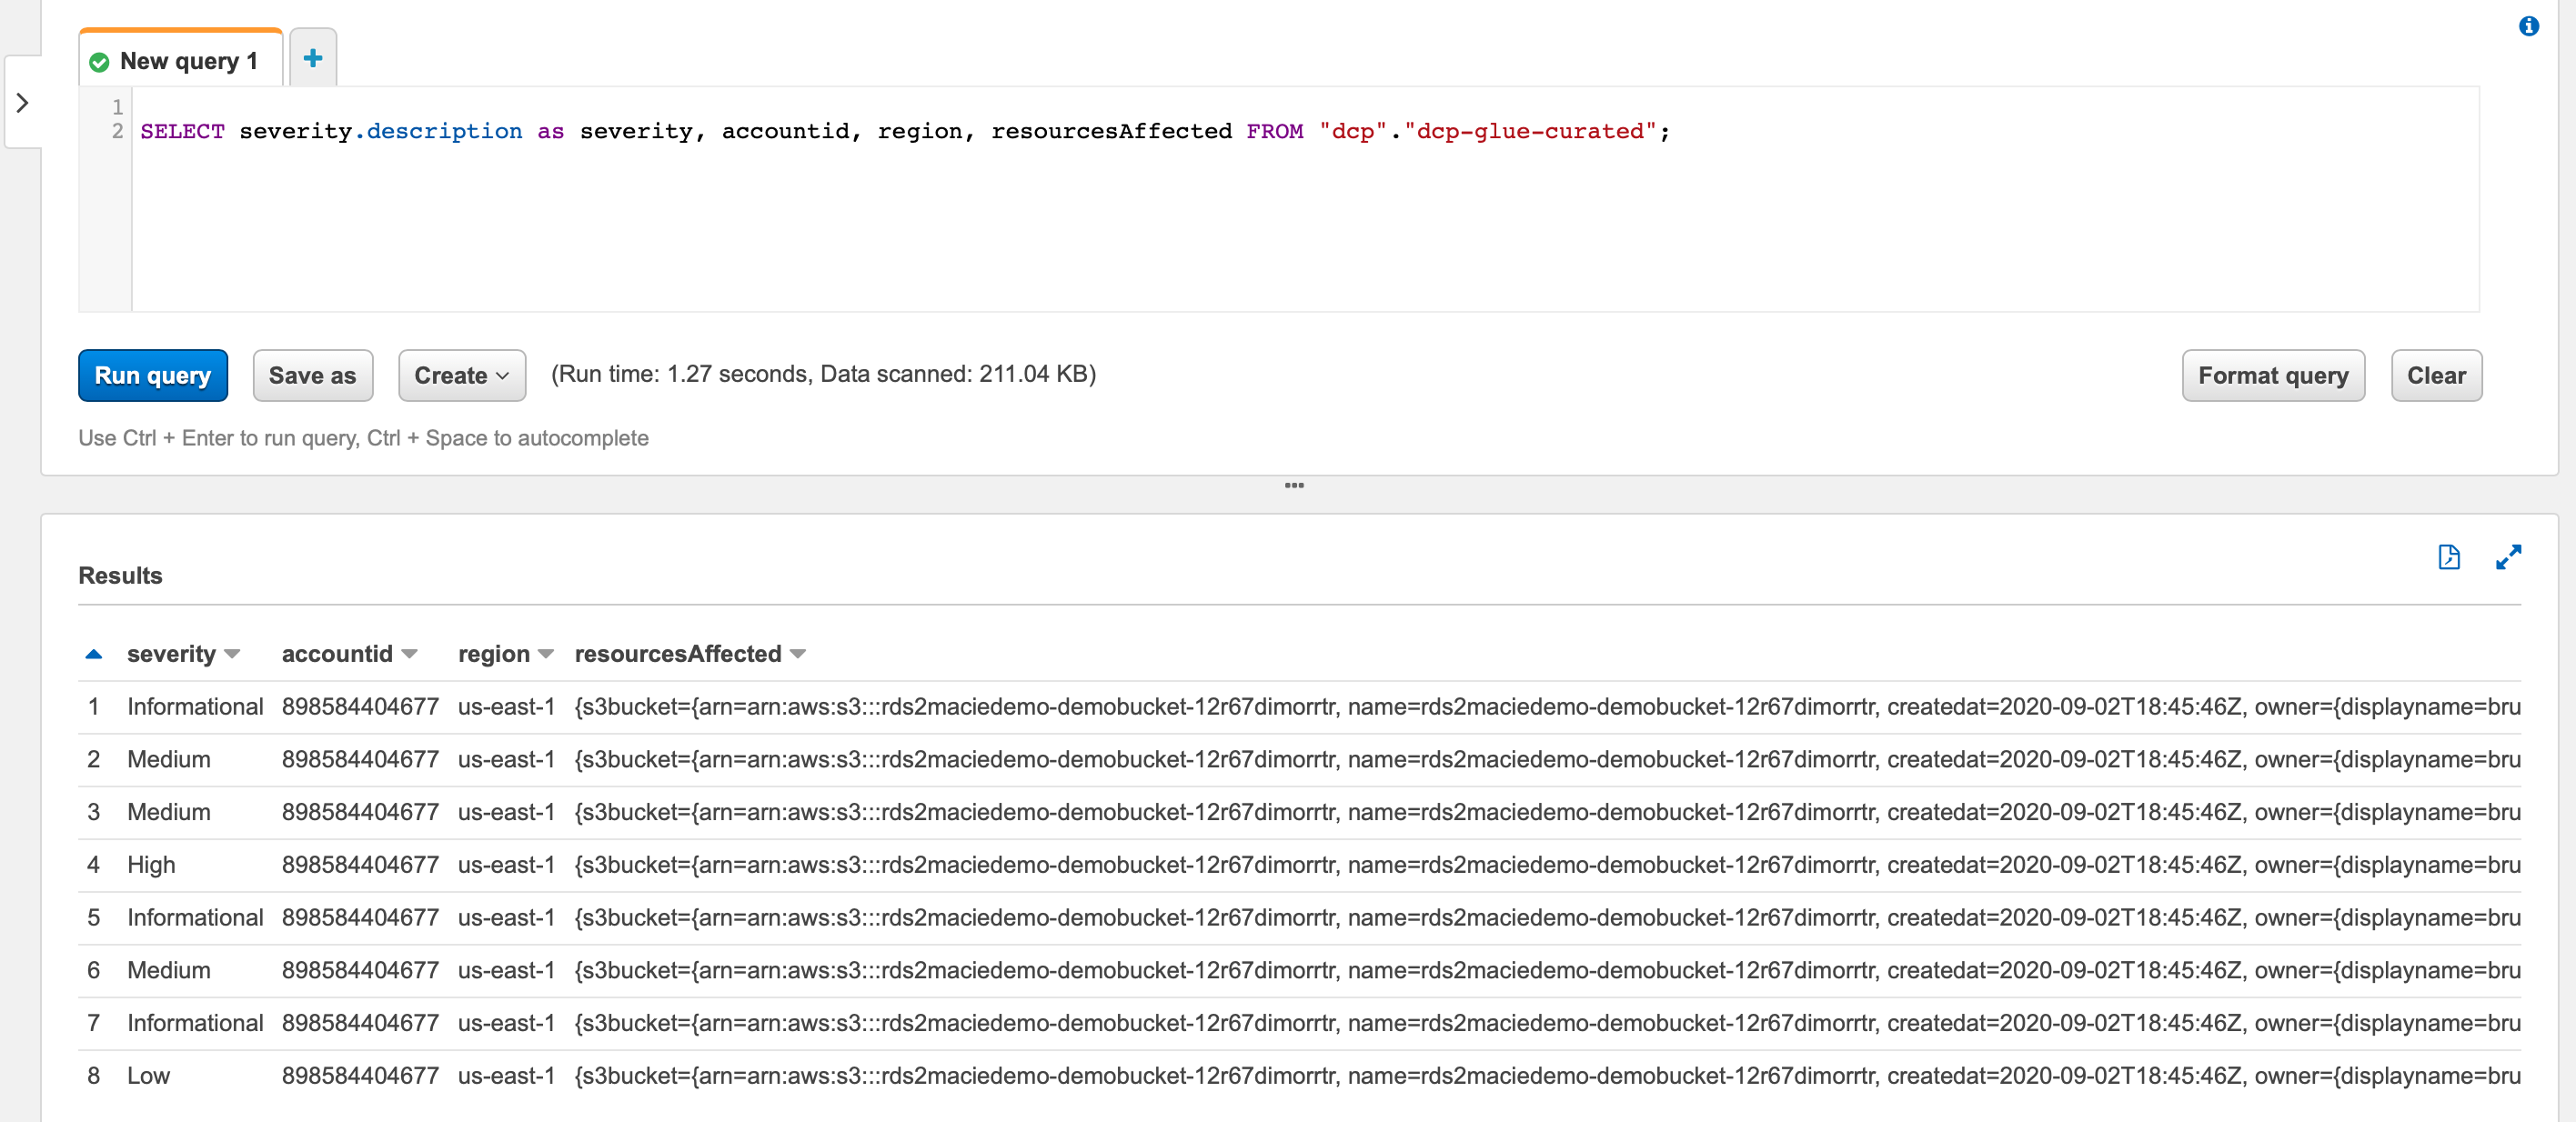 New query 1
1
2 SELECT severity.description as severity, accountid, region, resourcesAffected FROM "dcp"."dcp-glue-curated";
Run query Save as Create (Run time: 1.27 seconds, Data scanned: 211.04 KB) Format query Clear
Use Ctrl + Enter to run query, Ctrl + Space to autocomplete
Results
severity accountid region resourcesAffected
1 Informational 898584404677 us-east-1 {s3bucket={arn=arn:aws:s3:::rds2maciedemo-demobucket-12r67dimorrtr, name=rds2maciedemo-demobucket-12r67dimorrtr, createdat=2020-09-02T18:45:46Z, owner={displayname=bru
2 Medium 898584404677 us-east-1 {s3bucket={arn=arn:aws:s3:::rds2maciedemo-demobucket-12r67dimorrtr, name=rds2maciedemo-demobucket-12r67dimorrtr, createdat=2020-09-02T18:45:46Z, owner={displayname=bru
3 Medium 898584404677 us-east-1 {s3bucket={arn=arn:aws:s3:::rds2maciedemo-demobucket-12r67dimorrtr, name=rds2maciedemo-demobucket-12r67dimorrtr, createdat=2020-09-02T18:45:46Z, owner={displayname=bru
4 High 898584404677 us-east-1 {s3bucket={arn=arn:aws:s3:::rds2maciedemo-demobucket-12r67dimorrtr, name=rds2maciedemo-demobucket-12r67dimorrtr, createdat=2020-09-02T18:45:46Z, owner={displayname=bru
5 Informational 898584404677 us-east-1 {s3bucket={arn=arn:aws:s3:::rds2maciedemo-demobucket-12r67dimorrtr, name=rds2maciedemo-demobucket-12r67dimorrtr, createdat=2020-09-02T18:45:46Z, owner={displayname=bru
6 Medium 898584404677 us-east-1 {s3bucket={arn=arn:aws:s3:::rds2maciedemo-demobucket-12r67dimorrtr, name=rds2maciedemo-demobucket-12r67dimorrtr, createdat=2020-09-02T18:45:46Z, owner={displayname=bru
7 Informational 898584404677 us-east-1 {s3bucket={arn=arn:aws:s3:::rds2maciedemo-demobucket-12r67dimorrtr, name=rds2maciedemo-demobucket-12r67dimorrtr, createdat=2020-09-02T18:45:46Z, owner={displayname=bru
8 Low 898584404677 us-east-1 {s3bucket={arn=arn:aws:s3:::rds2maciedemo-demobucket-12r67dimorrtr, name=rds2maciedemo-demobucket-12r67dimorrtr, createdat=2020-09-02T18:45:46Z, owner={displayname=bru